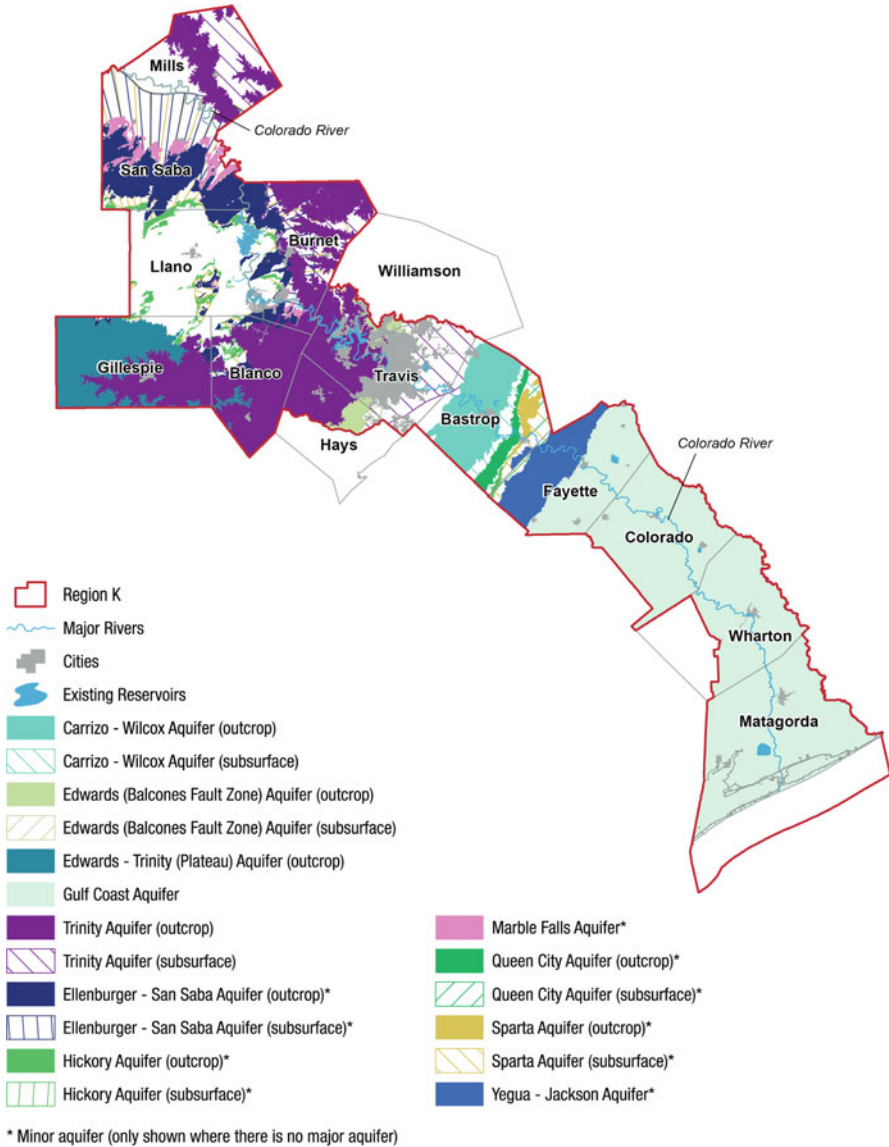 Mills
Colorado River
San Saba
Burnet
Llano
Williamson
Gillespie
Blanco
Travis
Bastrop
Hays
Colorado River
Fayette
Colorado
Wharton
Matagorda
Region K
Major Rivers
Cities
Existing Reservoirs
Carrizo - Wilcox Aquifer (outcrop)
Carrizo - Wilcox Aquifer (subsurface)
Edwards (Balcones Fault Zone) Aquifer (outcrop)
Edwards (Balcones Fault Zone) Aquifer (subsurface)
Edwards - Trinity (Plateau) Aquifer (outcrop)
Gulf Coast Aquifer
Trinity Aquifer (outcrop)
Trinity Aquifer (subsurface)
Ellenburger - San Saba Aquifer (outcrop)*
Ellenburger - San Saba Aquifer (subsurface)*
Hickory Aquifer (outcrop)*
Hickory Aquifer (subsurface)*
Marble Falls Aquifer*
Queen City Aquifer (outcrop)*
Queen City Aquifer (subsurface)*
Sparta Aquifer (outcrop)*
Sparta Aquifer (subsurface)*
Yegua - Jackson Aquifer*
* Minor aquifer (only shown where there is no major aquifer)